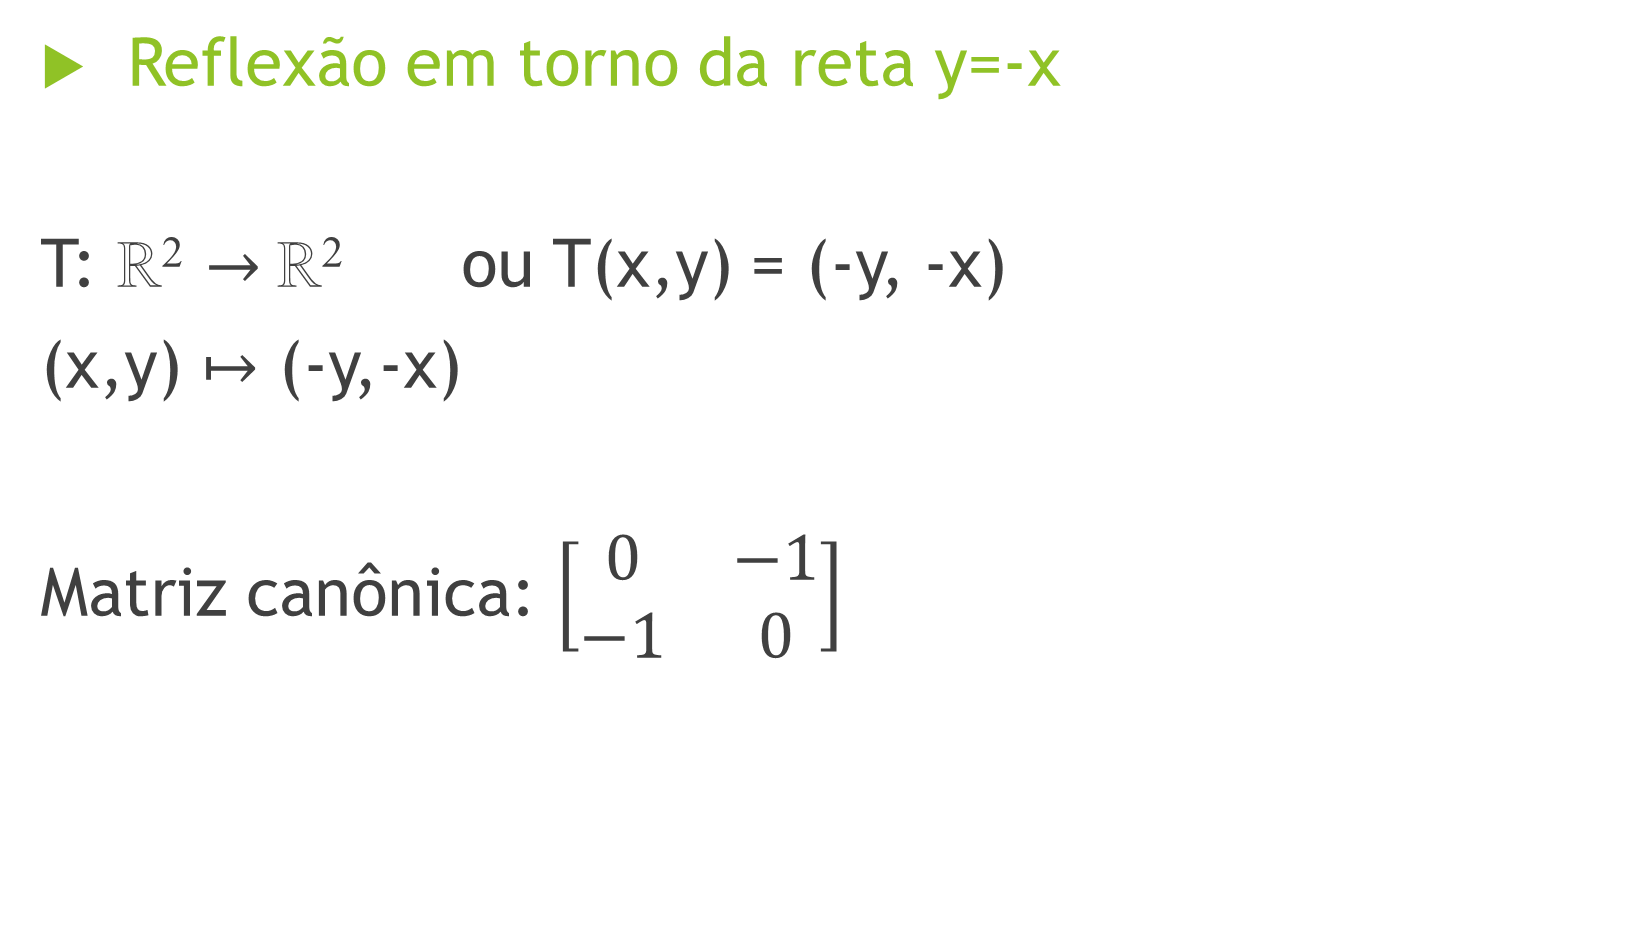 ▶ Reflexão em torno da reta y=-x
T: ℝ² → ℝ² ou T(x,y) = (-y, -x)
(x,y) ↦ (-y,-x)
Matriz canônica: [0 −1
−1 0]